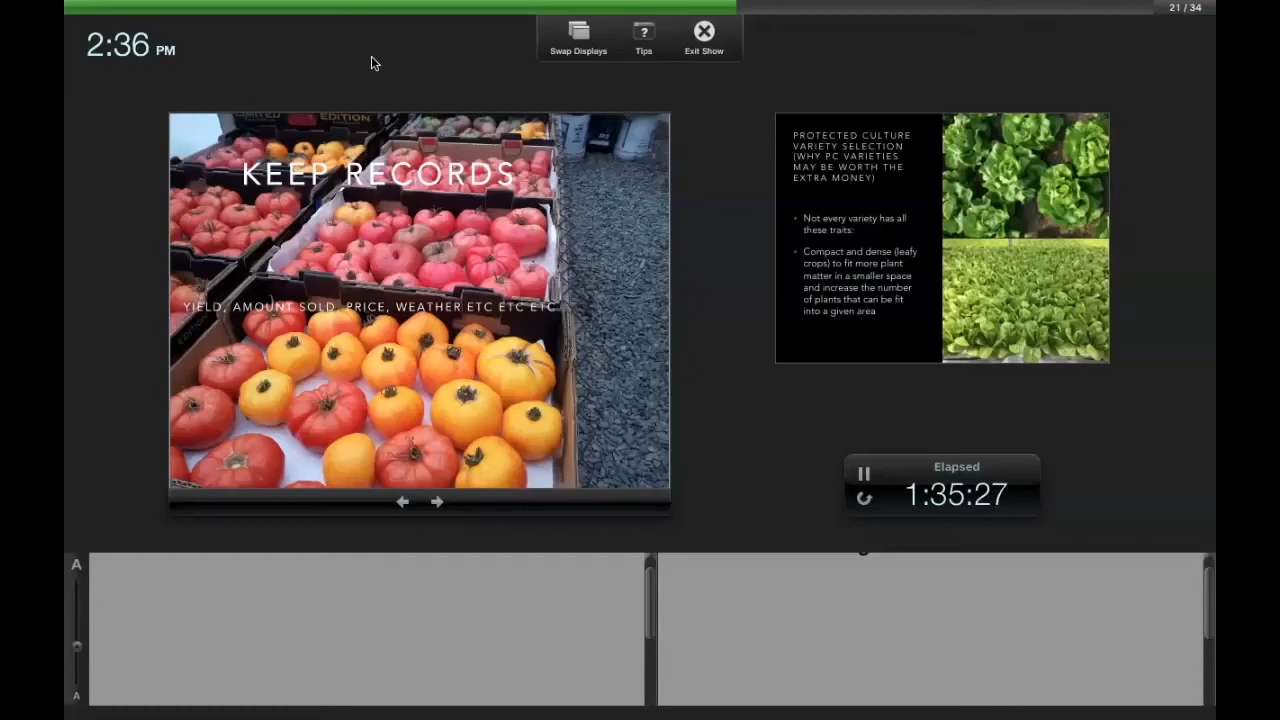 21 / 34
2:36 PM
Swap Displays
Tips
Exit Show
LIMITED EDITION
KEEP RECORDS
YIELD, AMOUNT SOLD, PRICE, WEATHER ETC ETC ETC
EDITION
PROTECTED CULTURE
VARIETY SELECTION
(WHY PC VARIETIES
MAY BE WORTH THE
EXTRA MONEY)
• Not every variety has all
these traits:
• Compact and dense (leafy
crops) to fit more plant
matter in a smaller space
and increase the number
of plants that can be fit
into a given area
Elapsed
1:35:27
A
A